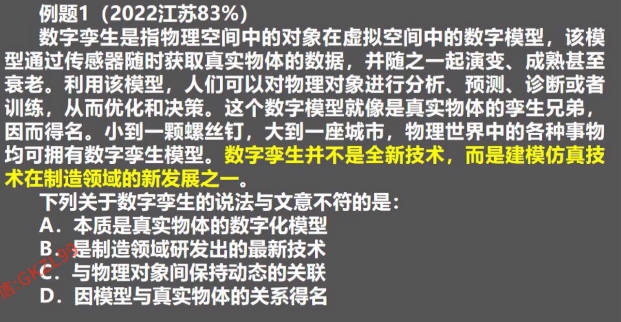 例题1（2022江苏83%）
数字孪生是指物理空间中的对象在虚拟空间中的数字模型，该模
型通过传感器随时获取真实物体的数据，并随之一起演变、成熟甚至
衰老。利用该模型，人们可以对物理对象进行分析、预测、诊断或者
训练，从而优化和决策。这个数字模型就像是真实物体的孪生兄弟，
因而得名。小到一颗螺丝钉，大到一座城市，物理世界中的各种事物
均可拥有数字孪生模型。数字孪生并不是全新技术，而是建模仿真技
术在制造领域的新发展之一。
下列关于数字孪生的说法与文意不符的是：
A．本质是真实物体的数字化模型
B．是制造领域研发出的最新技术
C．与物理对象间保持动态的关联
D．因模型与真实物体的关系得名